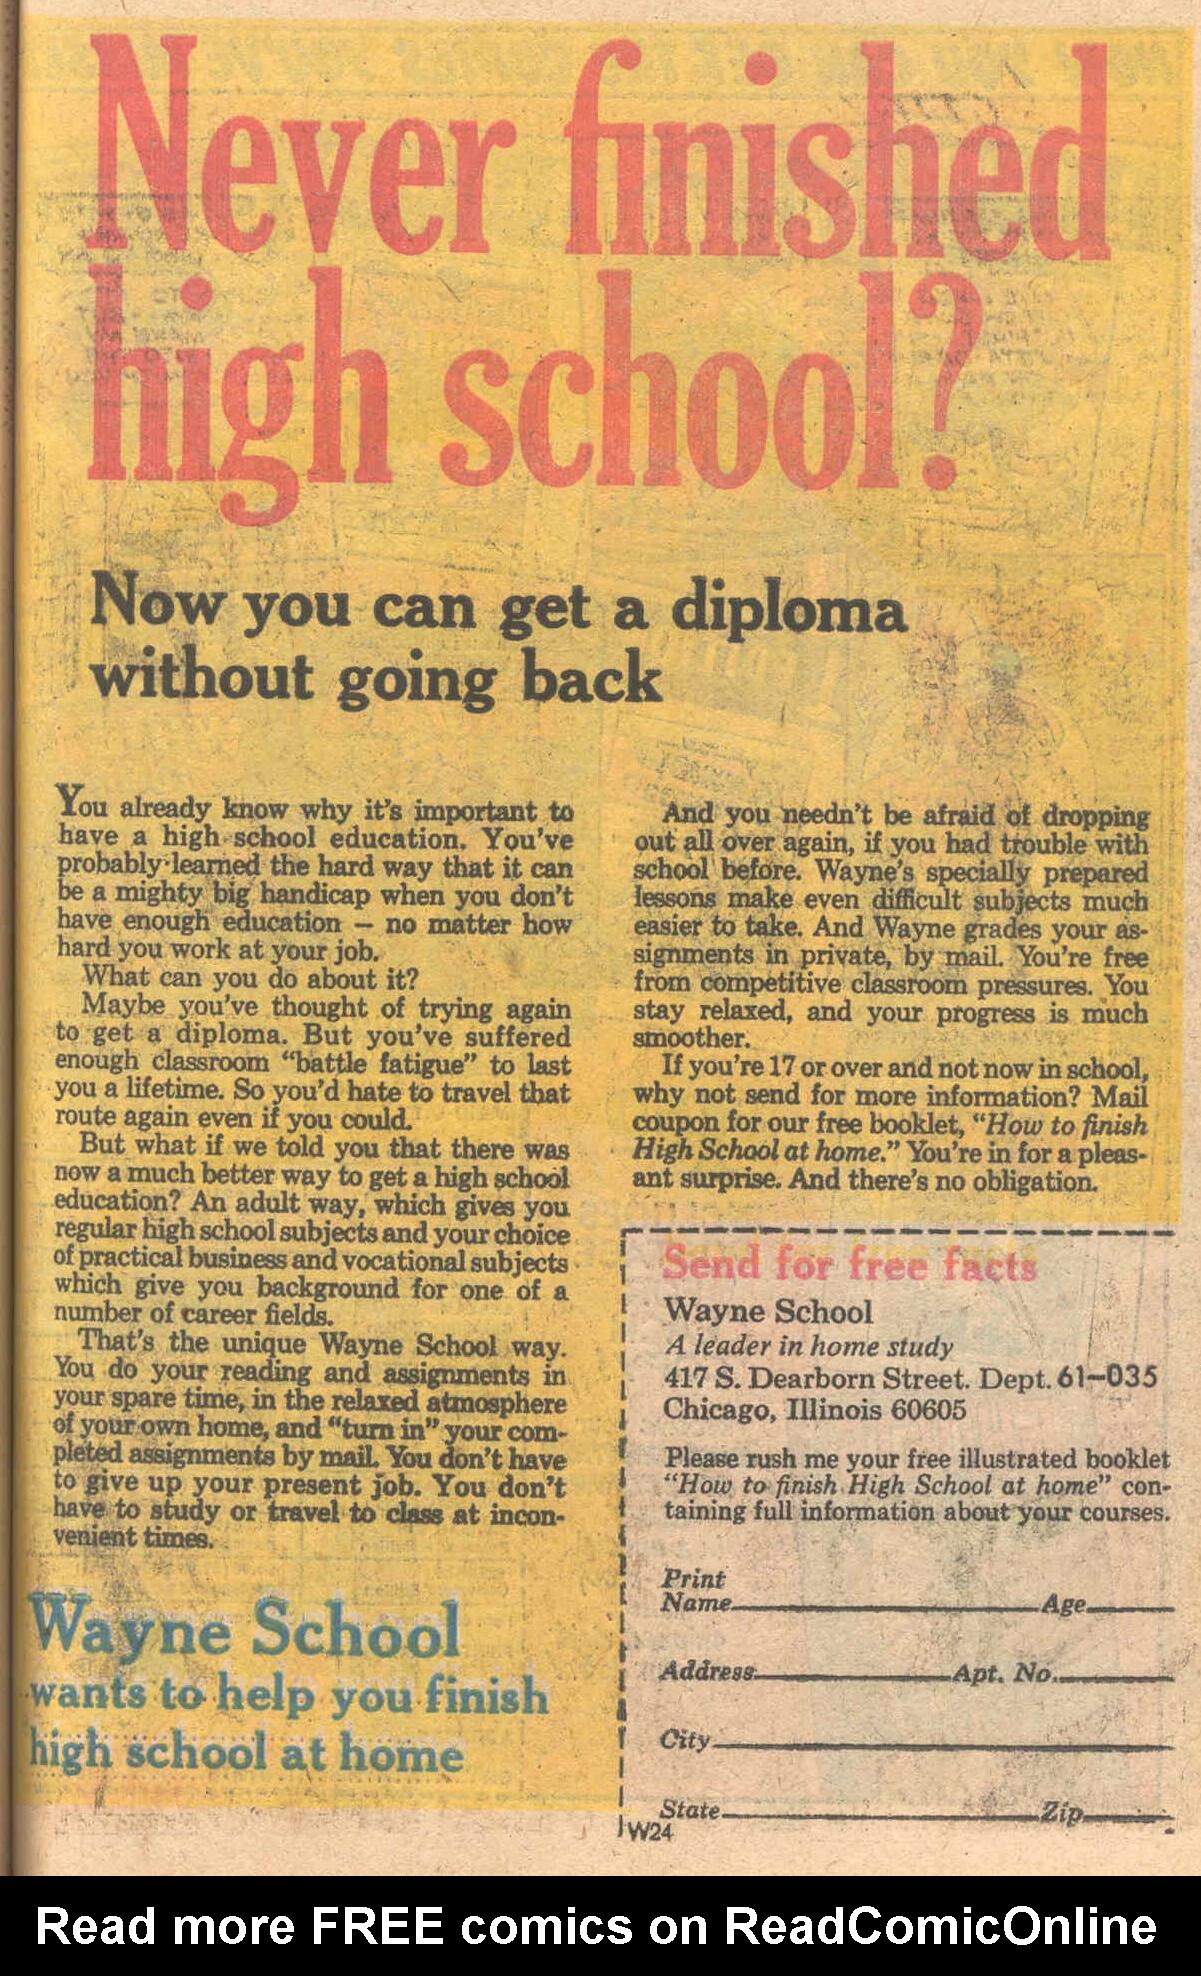 Never finished
high school?
Now you can get a diploma
without going back
You already know why it's important to
have a high school education. You've
probably learned the hard way that it can
be a mighty big handicap when you don't
have enough education — no matter how
hard you work at your job.
What can you do about it?
Maybe you've thought of trying again
to get a diploma. But you've suffered
enough classroom "battle fatigue" to last
you a lifetime. So you'd hate to travel that
route again even if you could.
But what if we told you that there was
now a much better way to get a high school
education? An adult way, which gives you
regular high school subjects and your choice
of practical business and vocational subjects
which give you background for one of a
number of career fields.
That's the unique Wayne School way.
You do your reading and assignments in
your spare time, in the relaxed atmosphere
of your own home, and "turn in" your com-
pleted assignments by mail. You don't have
to give up your present job. You don't
have to study or travel to class at incon-
venient times.
Wayne School
wants to help you finish
high school at home
And you needn't be afraid of dropping
out all over again, if you had trouble with
school before. Wayne's specially prepared
lessons make even difficult subjects much
easier to take. And Wayne grades your as-
signments in private, by mail. You're free
from competitive classroom pressures. You
stay relaxed, and your progress is much
smoother.
If you're 17 or over and not now in school,
why not send for more information? Mail
coupon for our free booklet, "How to finish
High School at home." You're in for a pleas-
ant surprise. And there's no obligation.
Send for free facts
Wayne School
A leader in home study
417 S. Dearborn Street. Dept. 61-035
Chicago, Illinois 60605
Please rush me your free illustrated booklet
"How to finish High School at home" con-
taining full information about your courses.
Print
Name Age
Address Apt. No.
City
State Zip
W24
Read more FREE comics on ReadComicOnline